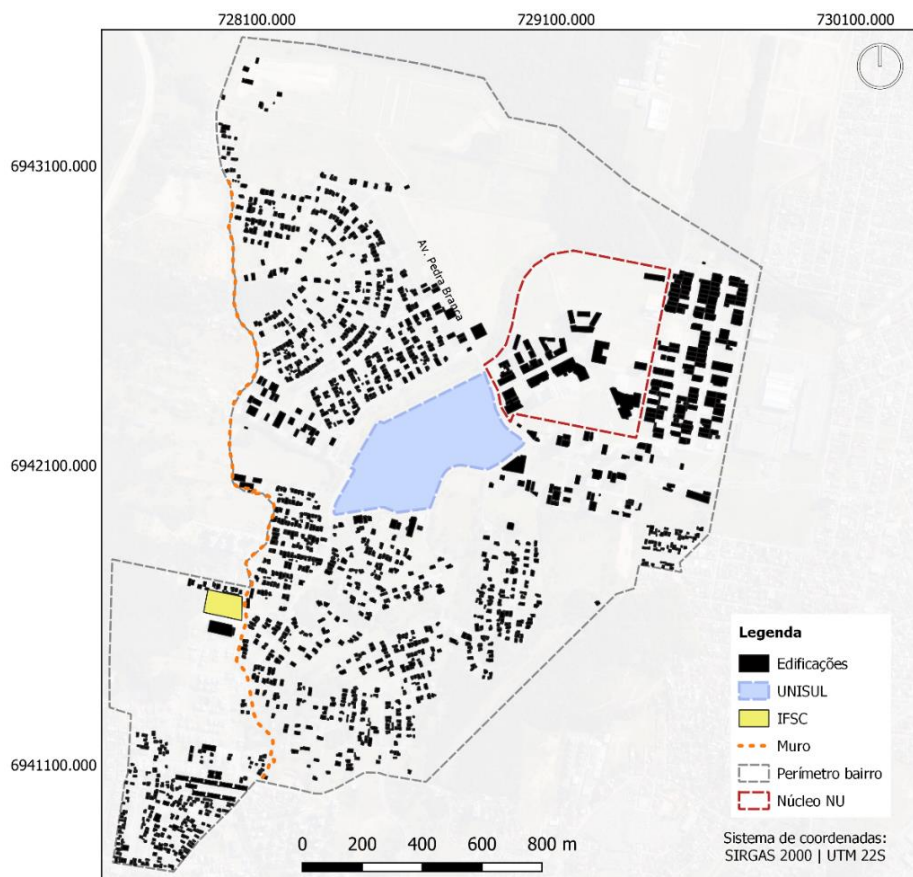 728100.000
729100.000
730100.000
6943100.000
Av. Pedra Branca
6942100.000
6941100.000
Legenda
Edificações
UNISUL
IFSC
Muro
Perímetro bairro
Núcleo NU
0 200 400 600 800 m
Sistema de coordenadas:
SIRGAS 2000 | UTM 22S